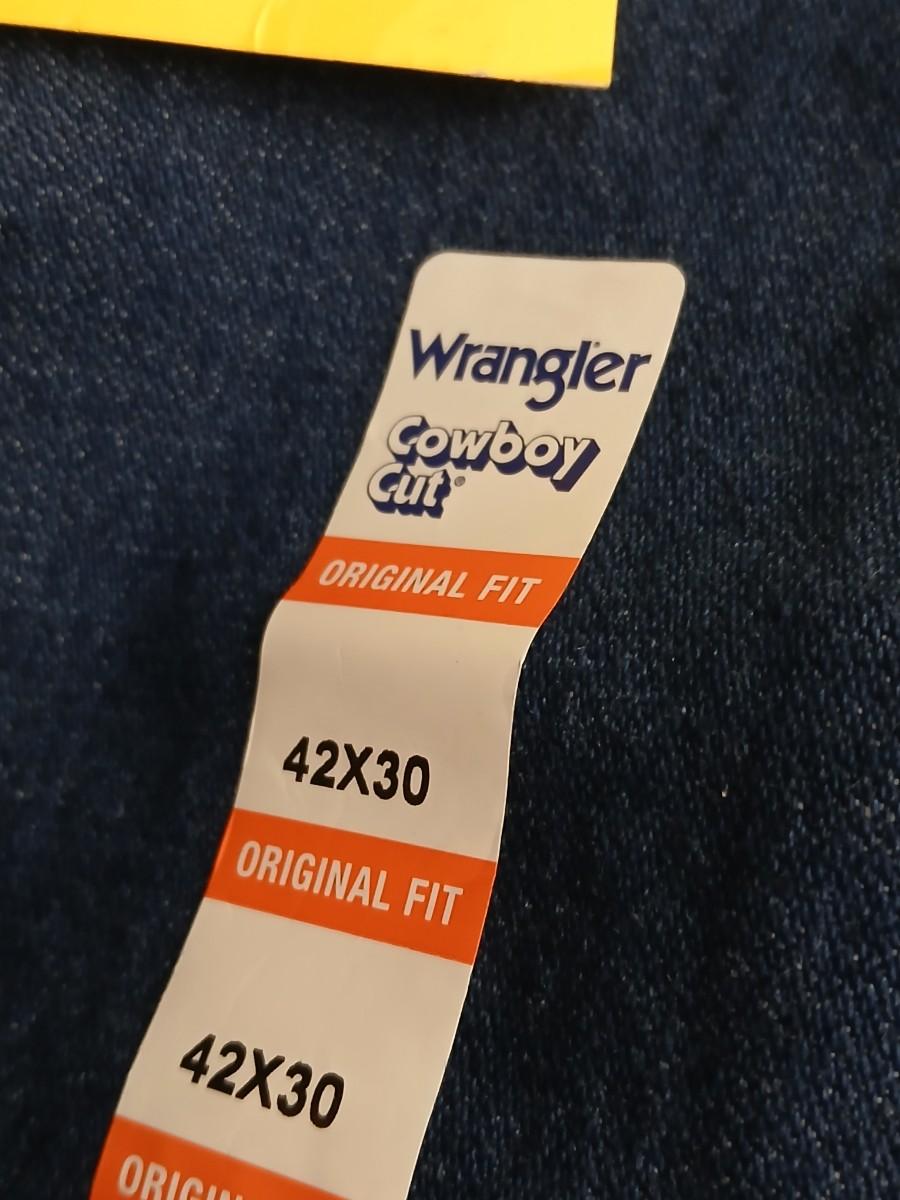 Wrangler
Cowboy
Cut®
ORIGINAL FIT
42X30
ORIGINAL FIT
42X30